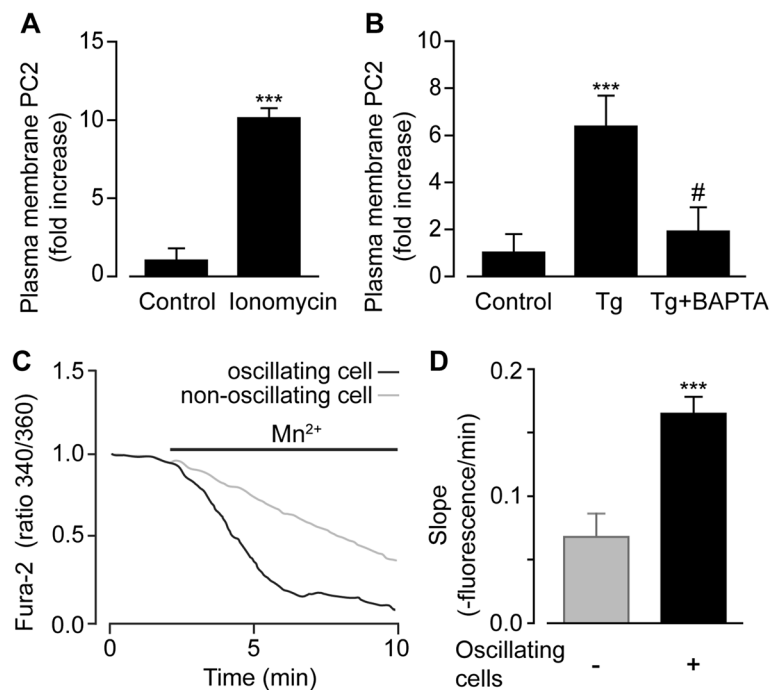 A
Plasma membrane PC2
(fold increase)
15
10
5
0
***
Control
Ionomycin
B
Plasma membrane PC2
(fold increase)
10
8
6
4
2
0
***
#
Control
Tg
Tg+BAPTA
C
Fura-2 (ratio 340/360)
1.5
1.0
0.5
0.0
oscillating cell
non-oscillating cell
Mn²⁺
0
5
10
Time (min)
D
Slope
(-fluorescence/min)
0.2
0.1
0.0
***
Oscillating
cells
-
+